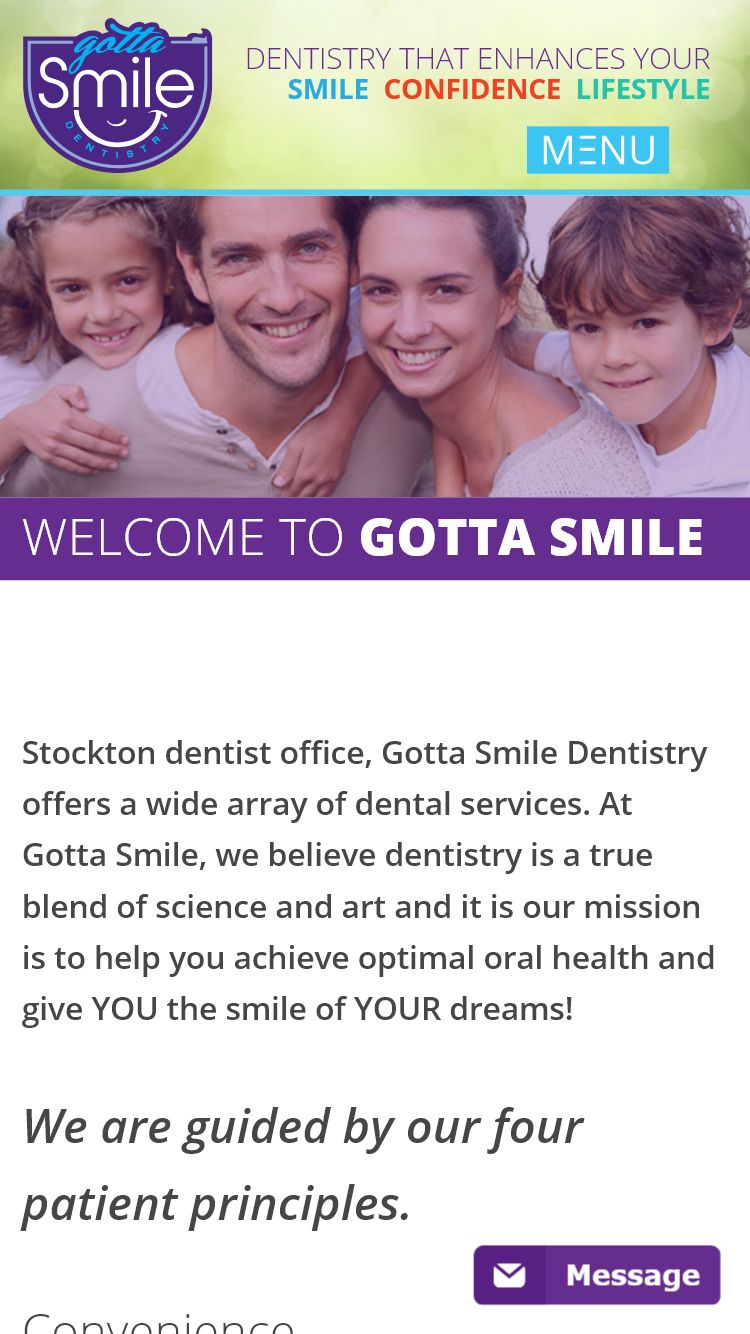 gotta
Smile
DENTISTRY
DENTISTRY THAT ENHANCES YOUR
SMILE CONFIDENCE LIFESTYLE
MENU
WELCOME TO GOTTA SMILE
Stockton dentist office, Gotta Smile Dentistry
offers a wide array of dental services. At
Gotta Smile, we believe dentistry is a true
blend of science and art and it is our mission
is to help you achieve optimal oral health and
give YOU the smile of YOUR dreams!
We are guided by our four
patient principles.
Message
Convenience